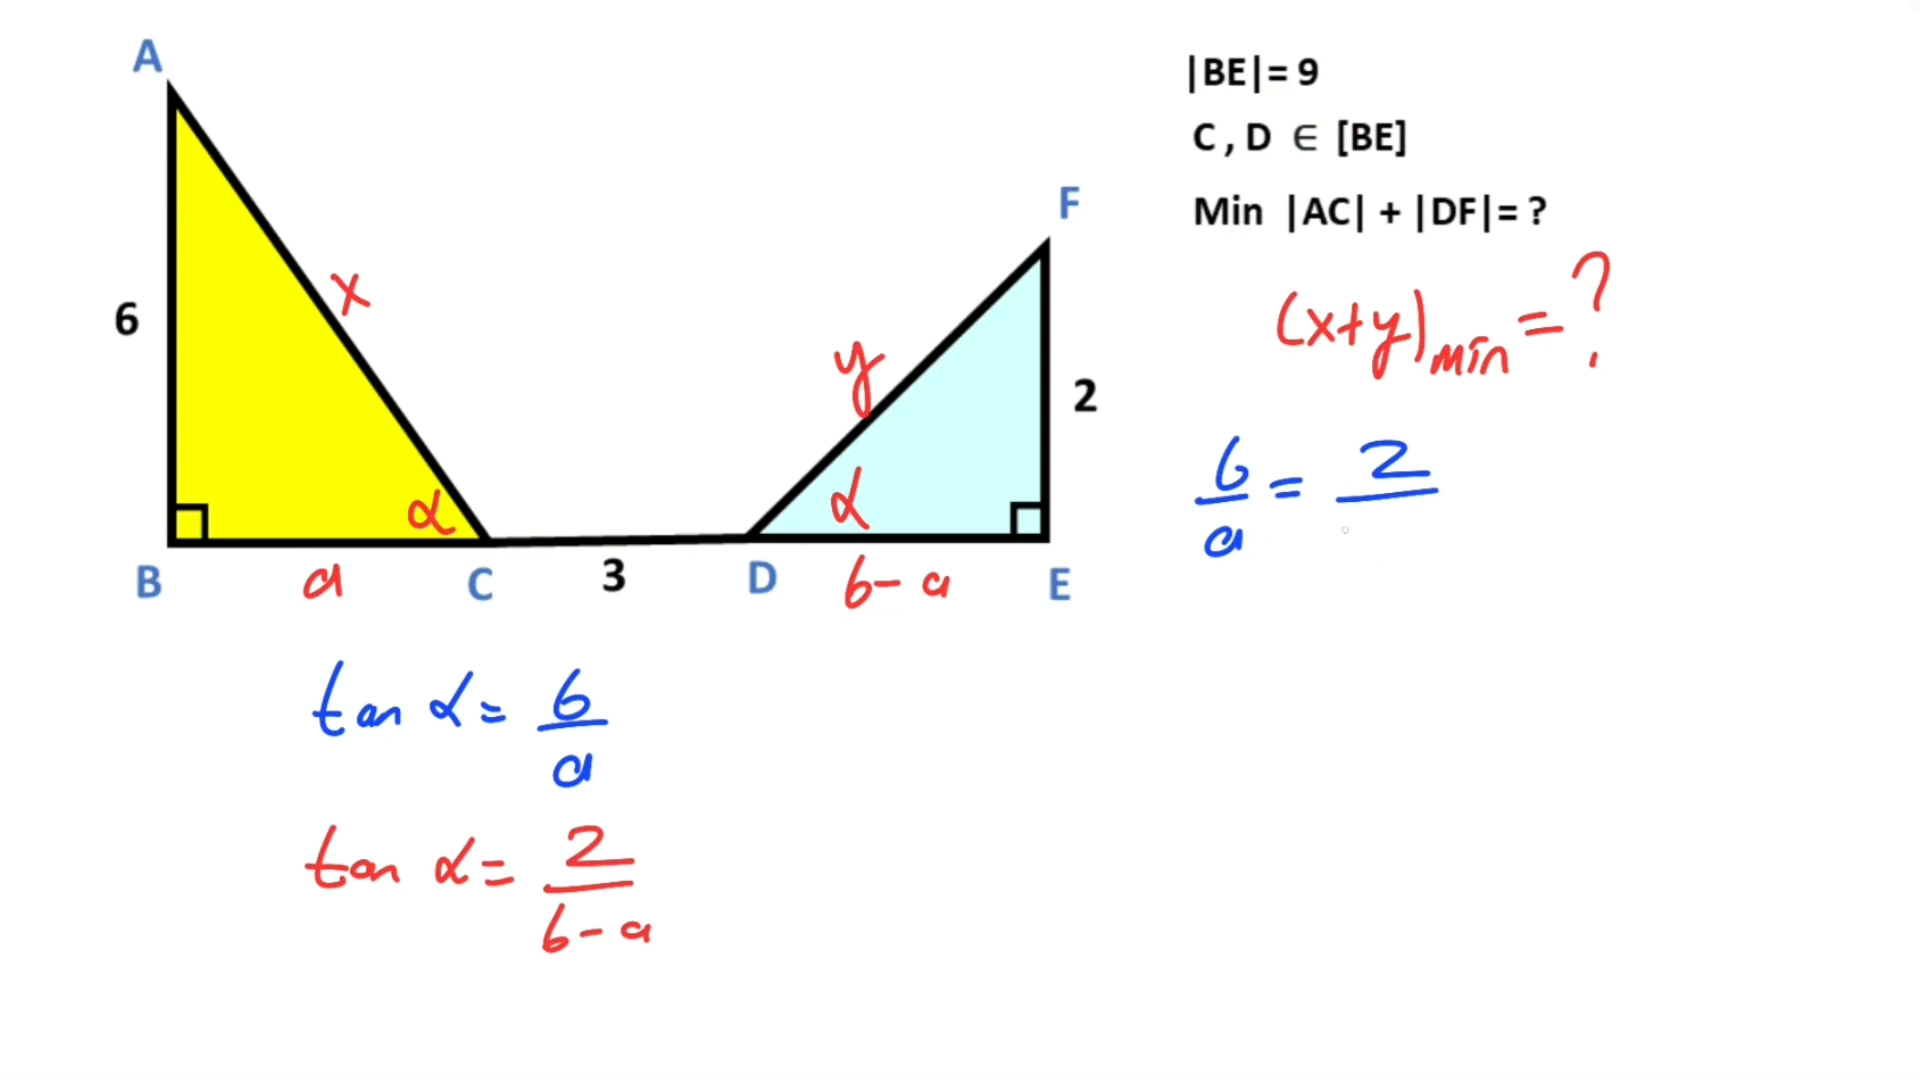 A
F
6
x
y
2
α
α
B
a
C
3
D
6-a
E
|BE|= 9
C , D ∈ [BE]
Min |AC| + |DF|= ?
(x+y)min = ?
6/a = 2/
tan α = 6/a
tan α = 2/6-a